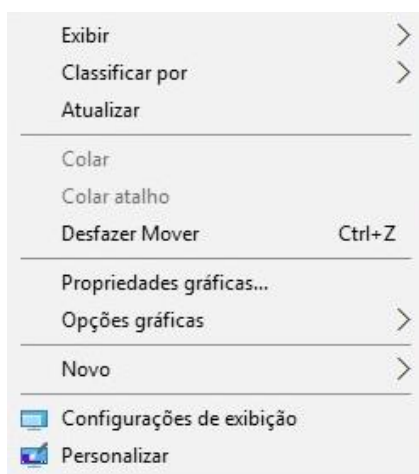 Exibir
Classificar por
Atualizar
Colar
Colar atalho
Desfazer Mover Ctrl+Z
Propriedades gráficas...
Opções gráficas
Novo
Configurações de exibição
Personalizar